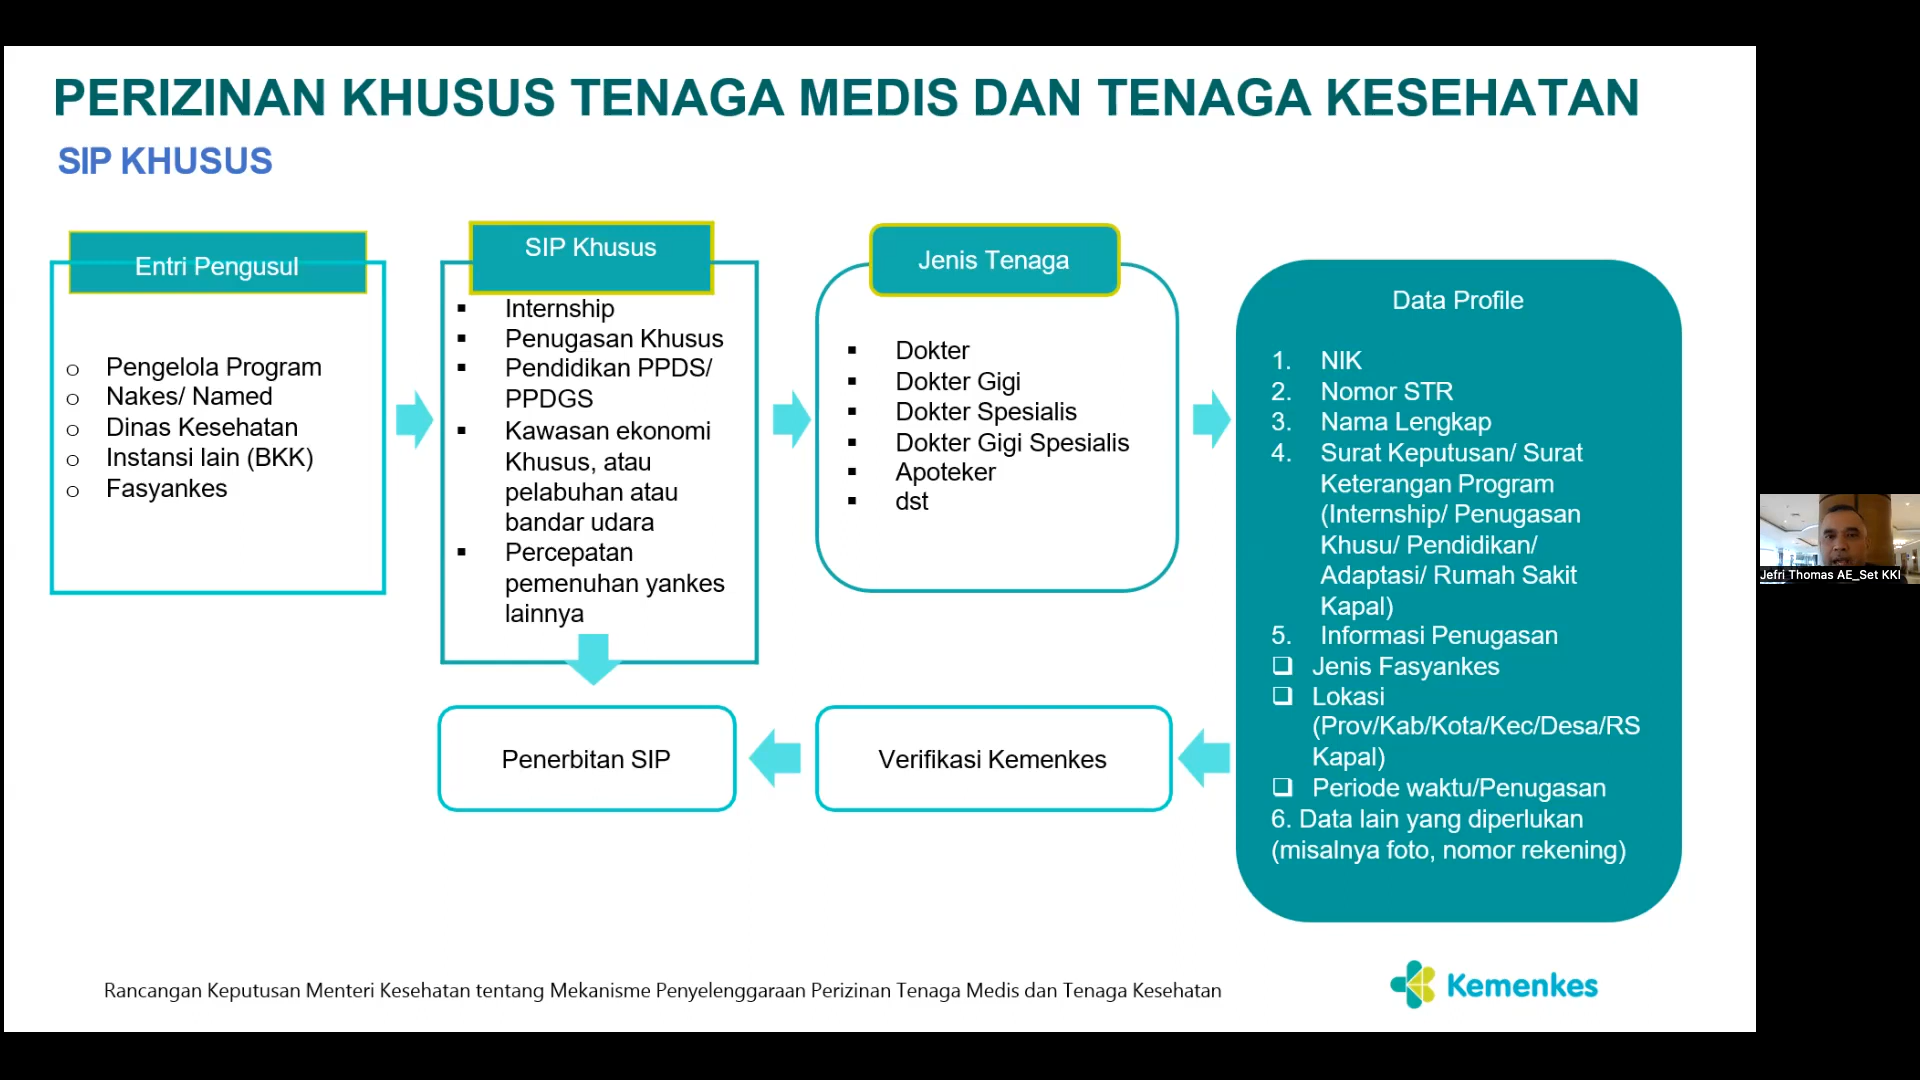 PERIZINAN KHUSUS TENAGA MEDIS DAN TENAGA KESEHATAN
SIP KHUSUS
Entri Pengusul
o Pengelola Program
o Nakes/ Named
o Dinas Kesehatan
o Instansi lain (BKK)
o Fasyankes
SIP Khusus
▪ Internship
▪ Penugasan Khusus
▪ Pendidikan PPDS/
PPDGS
▪ Kawasan ekonomi
Khusus, atau
pelabuhan atau
bandar udara
▪ Percepatan
pemenuhan yankes
lainnya
Jenis Tenaga
▪ Dokter
▪ Dokter Gigi
▪ Dokter Spesialis
▪ Dokter Gigi Spesialis
▪ Apoteker
▪ dst
Data Profile
1. NIK
2. Nomor STR
3. Nama Lengkap
4. Surat Keputusan/ Surat
Keterangan Program
(Internship/ Penugasan
Khusu/ Pendidikan/
Adaptasi/ Rumah Sakit
Kapal)
5. Informasi Penugasan
❑ Jenis Fasyankes
❑ Lokasi
(Prov/Kab/Kota/Kec/Desa/RS
Kapal)
❑ Periode waktu/Penugasan
6. Data lain yang diperlukan
(misalnya foto, nomor rekening)
Verifikasi Kemenkes
Penerbitan SIP
Rancangan Keputusan Menteri Kesehatan tentang Mekanisme Penyelenggaraan Perizinan Tenaga Medis dan Tenaga Kesehatan
Kemenkes
Jefri Thomas AE_Set KKI